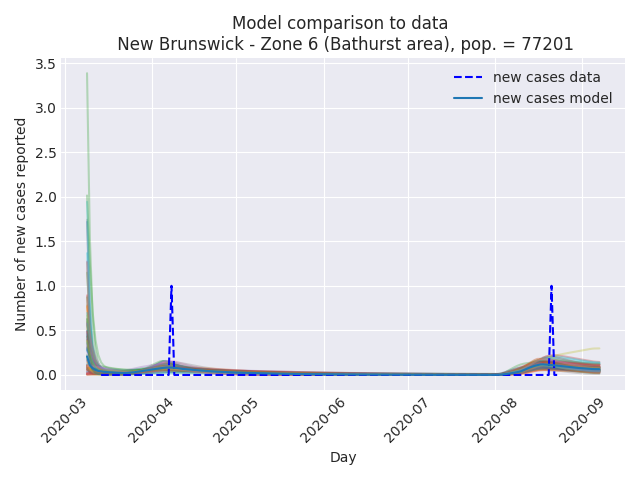 Model comparison to data
New Brunswick - Zone 6 (Bathurst area), pop. = 77201
new cases data
new cases model
Number of new cases reported
3.5
3.0
2.5
2.0
1.5
1.0
0.5
0.0
2020-03
2020-04
2020-05
2020-06
2020-07
2020-08
2020-09
Day